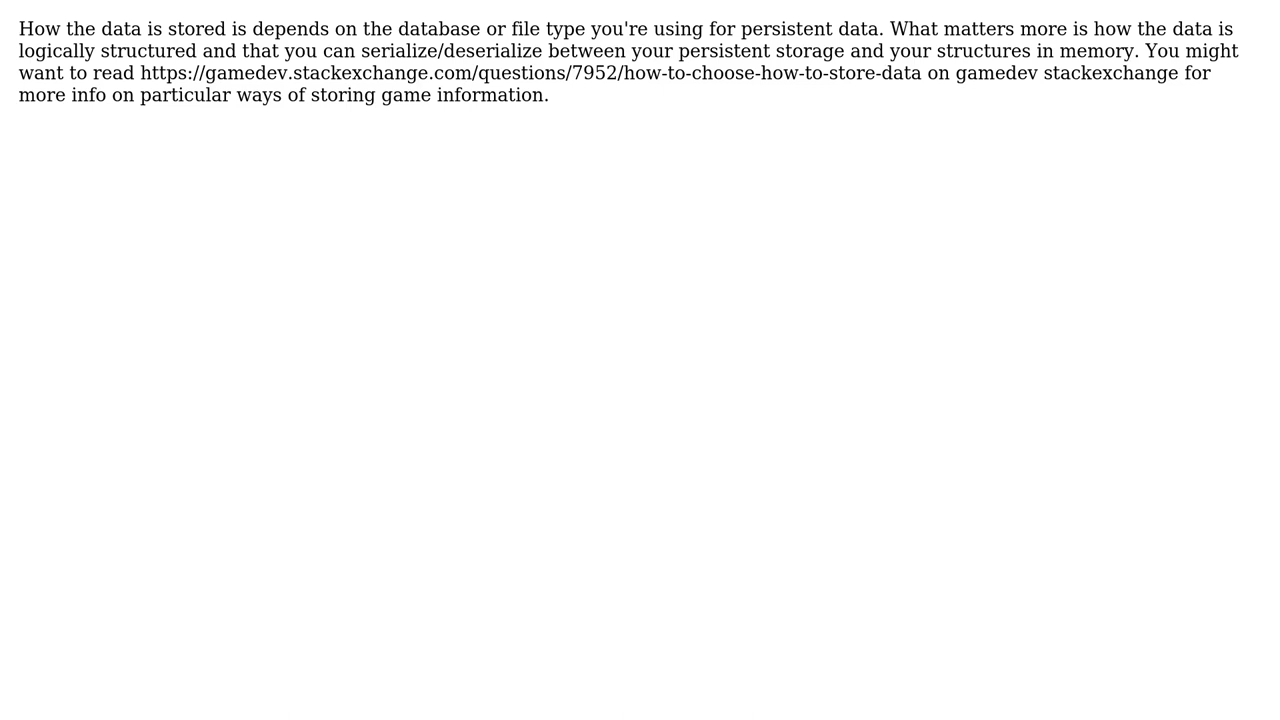 How the data is stored is depends on the database or file type you're using for persistent data. What matters more is how the data is
logically structured and that you can serialize/deserialize between your persistent storage and your structures in memory. You might
want to read https://gamedev.stackexchange.com/questions/7952/how-to-choose-how-to-store-data on gamedev stackexchange for
more info on particular ways of storing game information.